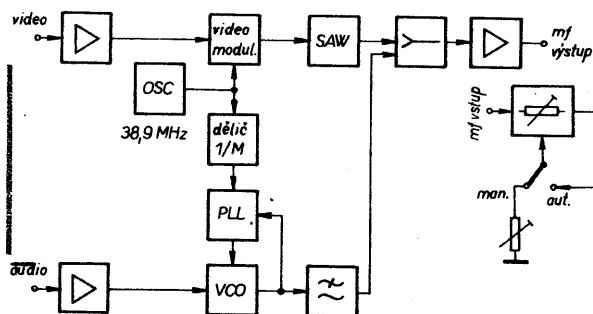 video
video
modul.
SAW
mf
výstup
OSC
38,9 MHz
dělič
1/M
mf vstup
PLL
man.
aut.
audio
VCO